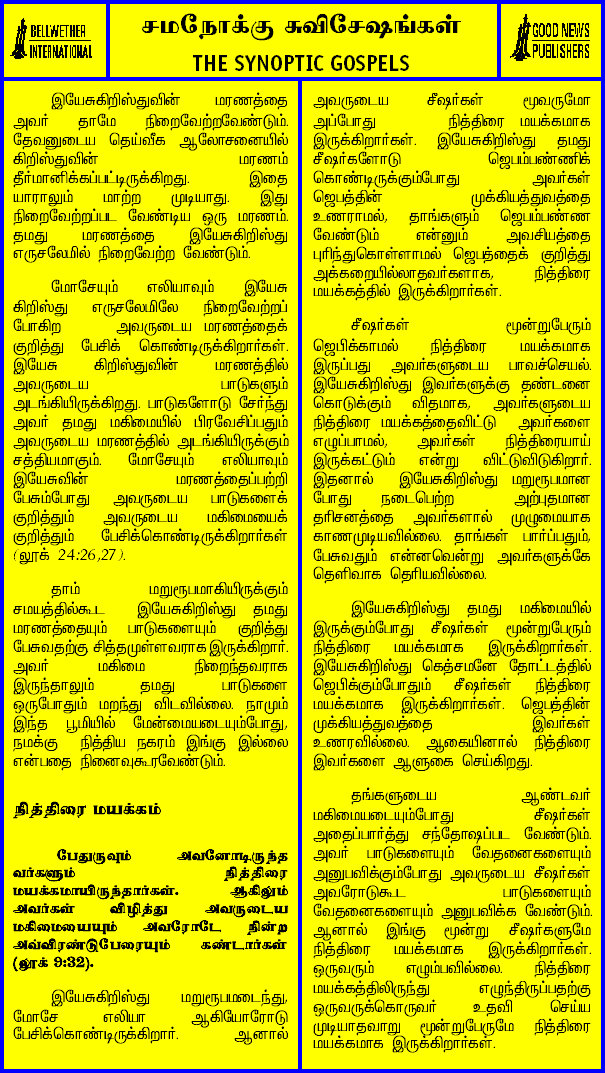 BELLWETHER
INTERNATIONAL
சமநோக்கு சுவிசேஷங்கள்
THE SYNOPTIC GOSPELS
GOOD NEWS
PUBLISHERS
இயேசுகிறிஸ்துவின் மரணத்தை
அவர் தாமே நிறைவேற்றவேண்டும்.
தேவனுடைய தெய்வீக ஆலோசனையில்
கிறிஸ்துவின் மரணம்
தீர்மானிக்கப்பட்டிருக்கிறது. இதை
யாராலும் மாற்ற முடியாது. இது
நிறைவேற்றப்பட வேண்டிய ஒரு மரணம்.
தமது மரணத்தை இயேசுகிறிஸ்து
எருசலேமில் நிறைவேற்ற வேண்டும்.
மோசேயும் எலியாவும் இயேசு
கிறிஸ்து எருசலேமிலே நிறைவேற்றப்
போகிற அவருடைய மரணத்தைக்
குறித்து பேசிக் கொண்டிருக்கிறார்கள்.
இயேசு கிறிஸ்துவின் மரணத்தில்
அவருடைய பாடுகளும்
அடங்கியிருக்கிறது. பாடுகளோடு சேர்ந்து
அவர் தமது மகிமையில் பிரவேசிப்பதும்
அவருடைய மரணத்தில் அடங்கியிருக்கும்
சத்தியமாகும். மோசேயும் எலியாவும்
இயேசுவின் மரணத்தைப்பற்றி
பேசும்போது அவருடைய பாடுகளைக்
குறித்தும் அவருடைய மகிமையைக்
குறித்தும் பேசிக்கொண்டிருக்கிறார்கள்
(லூக் 24:26,27).
தாம் மறுரூபமாகியிருக்கும்
சமயத்தில்கூட இயேசுகிறிஸ்து தமது
மரணத்தையும் பாடுகளையும் குறித்து
பேசுவதற்கு சித்தமுள்ளவராக இருக்கிறார்.
அவர் மகிமை நிறைந்தவராக
இருந்தாலும் தமது பாடுகளை
ஒருபோதும் மறந்து விடவில்லை. நாமும்
இந்த பூமியில் மேன்மையடையும்போது,
நமக்கு நித்திய நகரம் இங்கு இல்லை
என்பதை நினைவுகூரவேண்டும்.
நித்திரை மயக்கம்
பேதுருவும் அவனோடிருந்த
வர்களும் நித்திரை
மயக்கமாயிருந்தார்கள். ஆகிலும்
அவர்கள் விழித்து அவருடைய
மகிமையையும் அவரோடே நின்ற
அவ்விரண்டுபேரையும் கண்டார்கள்
(லூக் 9:32).
இயேசுகிறிஸ்து மறுரூபமடைந்து,
மோசே எலியா ஆகியோரோடு
பேசிக்கொண்டிருக்கிறார். ஆனால்
அவருடைய சீஷர்கள் மூவருமோ
அப்போது நித்திரை மயக்கமாக
இருக்கிறார்கள். இயேசுகிறிஸ்து தமது
சீஷர்களோடு ஜெபம்பண்ணிக்
கொண்டிருக்கும்போது அவர்கள்
ஜெபத்தின் முக்கியத்துவத்தை
உணராமல், தாங்களும் ஜெபம்பண்ண
வேண்டும் என்னும் அவசியத்தை
புரிந்துகொள்ளாமல் ஜெபத்தைக் குறித்து
அக்கறையில்லாதவர்களாக, நித்திரை
மயக்கத்தில் இருக்கிறார்கள்.
சீஷர்கள் மூன்றுபேரும்
ஜெபிக்காமல் நித்திரை மயக்கமாக
இருப்பது அவர்களுடைய பாவச்செயல்.
இயேசுகிறிஸ்து இவர்களுக்கு தண்டனை
கொடுக்கும் விதமாக, அவர்களுடைய
நித்திரை மயக்கத்தைவிட்டு அவர்களை
எழுப்பாமல், அவர்கள் நித்திரையாய்
இருக்கட்டும் என்று விட்டுவிடுகிறார்.
இதனால் இயேசுகிறிஸ்து மறுரூபமான
போது நடைபெற்ற அற்புதமான
தரிசனத்தை அவர்களால் முழுமையாக
காணமுடியவில்லை. தாங்கள் பார்ப்பதும்,
பேசுவதும் என்னவென்று அவர்களுக்கே
தெளிவாக தெரியவில்லை.
இயேசுகிறிஸ்து தமது மகிமையில்
இருக்கும்போது சீஷர்கள் மூன்றுபேரும்
நித்திரை மயக்கமாக இருக்கிறார்கள்.
இயேசுகிறிஸ்து கெத்சமனே தோட்டத்தில்
ஜெபிக்கும்போதும் சீஷர்கள் நித்திரை
மயக்கமாக இருக்கிறார்கள். ஜெபத்தின்
முக்கியத்துவத்தை இவர்கள்
உணரவில்லை. ஆகையினால் நித்திரை
இவர்களை ஆளுகை செய்கிறது.
தங்களுடைய ஆண்டவர்
மகிமையடையும்போது சீஷர்கள்
அதைப்பார்த்து சந்தோஷப்பட வேண்டும்.
அவர் பாடுகளையும் வேதனைகளையும்
அனுபவிக்கும்போது அவருடைய சீஷர்கள்
அவரோடுகூட பாடுகளையும்
வேதனைகளையும் அனுபவிக்க வேண்டும்.
ஆனால் இங்கு மூன்று சீஷர்களுமே
நித்திரை மயக்கமாக இருக்கிறார்கள்.
ஒருவரும் எழும்பவில்லை. நித்திரை
மயக்கத்திலிருந்து எழுந்திருப்பதற்கு
ஒருவருக்கொருவர் உதவி செய்ய
முடியாதவாறு மூன்றுபேருமே நித்திரை
மயக்கமாக இருக்கிறார்கள்.